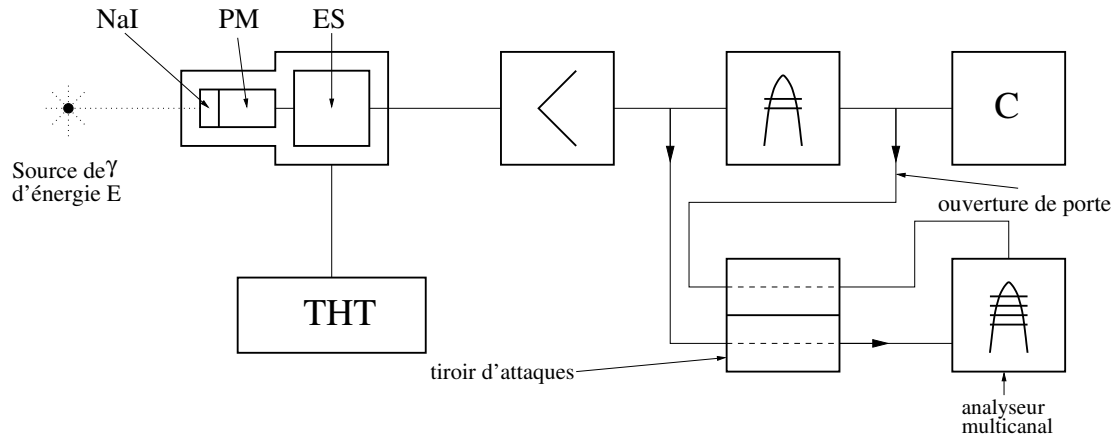 NaI
PM
ES
C
Source de γ
d'énergie E
ouverture de porte
THT
tiroir d'attaques
analyseur
multicanal